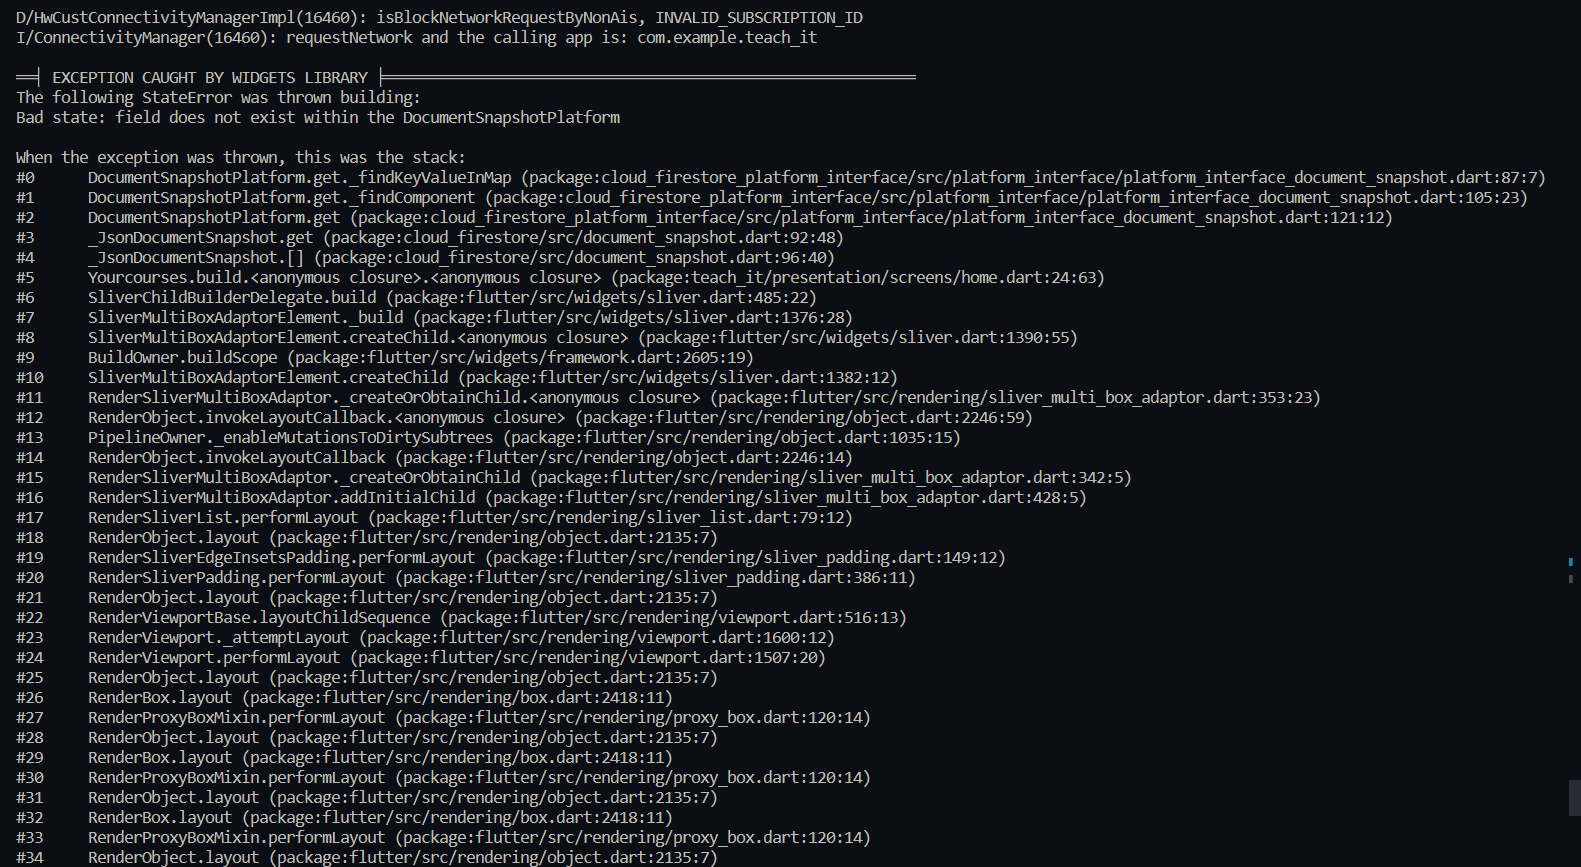 D/HwCustConnectivityManagerImpl(16460): isBlockNetworkRequestByNonAis, INVALID_SUBSCRIPTION_ID
I/ConnectivityManager(16460): requestNetwork and the calling app is: com.example.teach_it
══╡ EXCEPTION CAUGHT BY WIDGETS LIBRARY ╞═══════════════════════════════════════════════════════════
The following StateError was thrown building:
Bad state: field does not exist within the DocumentSnapshotPlatform
When the exception was thrown, this was the stack:
#0      DocumentSnapshotPlatform.get._findKeyValueInMap (package:cloud_firestore_platform_interface/src/platform_interface/platform_interface_document_snapshot.dart:87:7)
#1      DocumentSnapshotPlatform.get._findComponent (package:cloud_firestore_platform_interface/src/platform_interface/platform_interface_document_snapshot.dart:105:23)
#2      DocumentSnapshotPlatform.get (package:cloud_firestore_platform_interface/src/platform_interface/platform_interface_document_snapshot.dart:121:12)
#3      _JsonDocumentSnapshot.get (package:cloud_firestore/src/document_snapshot.dart:92:48)
#4      _JsonDocumentSnapshot.[] (package:cloud_firestore/src/document_snapshot.dart:96:40)
#5      Yourcourses.build.<anonymous closure>.<anonymous closure> (package:teach_it/presentation/screens/home.dart:24:63)
#6      SliverChildBuilderDelegate.build (package:flutter/src/widgets/sliver.dart:485:22)
#7      SliverMultiBoxAdaptorElement._build (package:flutter/src/widgets/sliver.dart:1376:28)
#8      SliverMultiBoxAdaptorElement.createChild.<anonymous closure> (package:flutter/src/widgets/sliver.dart:1390:55)
#9      BuildOwner.buildScope (package:flutter/src/widgets/framework.dart:2605:19)
#10     SliverMultiBoxAdaptorElement.createChild (package:flutter/src/widgets/sliver.dart:1382:12)
#11     RenderSliverMultiBoxAdaptor._createOrObtainChild.<anonymous closure> (package:flutter/src/rendering/sliver_multi_box_adaptor.dart:353:23)
#12     RenderObject.invokeLayoutCallback.<anonymous closure> (package:flutter/src/rendering/object.dart:2246:59)
#13     PipelineOwner._enableMutationsToDirtySubtrees (package:flutter/src/rendering/object.dart:1035:15)
#14     RenderObject.invokeLayoutCallback (package:flutter/src/rendering/object.dart:2246:14)
#15     RenderSliverMultiBoxAdaptor._createOrObtainChild (package:flutter/src/rendering/sliver_multi_box_adaptor.dart:342:5)
#16     RenderSliverMultiBoxAdaptor.addInitialChild (package:flutter/src/rendering/sliver_multi_box_adaptor.dart:428:5)
#17     RenderSliverList.performLayout (package:flutter/src/rendering/sliver_list.dart:79:12)
#18     RenderObject.layout (package:flutter/src/rendering/object.dart:2135:7)
#19     RenderSliverEdgeInsetsPadding.performLayout (package:flutter/src/rendering/sliver_padding.dart:149:12)
#20     RenderSliverPadding.performLayout (package:flutter/src/rendering/sliver_padding.dart:386:11)
#21     RenderObject.layout (package:flutter/src/rendering/object.dart:2135:7)
#22     RenderViewportBase.layoutChildSequence (package:flutter/src/rendering/viewport.dart:516:13)
#23     RenderViewport._attemptLayout (package:flutter/src/rendering/viewport.dart:1600:12)
#24     RenderViewport.performLayout (package:flutter/src/rendering/viewport.dart:1507:20)
#25     RenderObject.layout (package:flutter/src/rendering/object.dart:2135:7)
#26     RenderBox.layout (package:flutter/src/rendering/box.dart:2418:11)
#27     RenderProxyBoxMixin.performLayout (package:flutter/src/rendering/proxy_box.dart:120:14)
#28     RenderObject.layout (package:flutter/src/rendering/object.dart:2135:7)
#29     RenderBox.layout (package:flutter/src/rendering/box.dart:2418:11)
#30     RenderProxyBoxMixin.performLayout (package:flutter/src/rendering/proxy_box.dart:120:14)
#31     RenderObject.layout (package:flutter/src/rendering/object.dart:2135:7)
#32     RenderBox.layout (package:flutter/src/rendering/box.dart:2418:11)
#33     RenderProxyBoxMixin.performLayout (package:flutter/src/rendering/proxy_box.dart:120:14)
#34     RenderObject.layout (package:flutter/src/rendering/object.dart:2135:7)